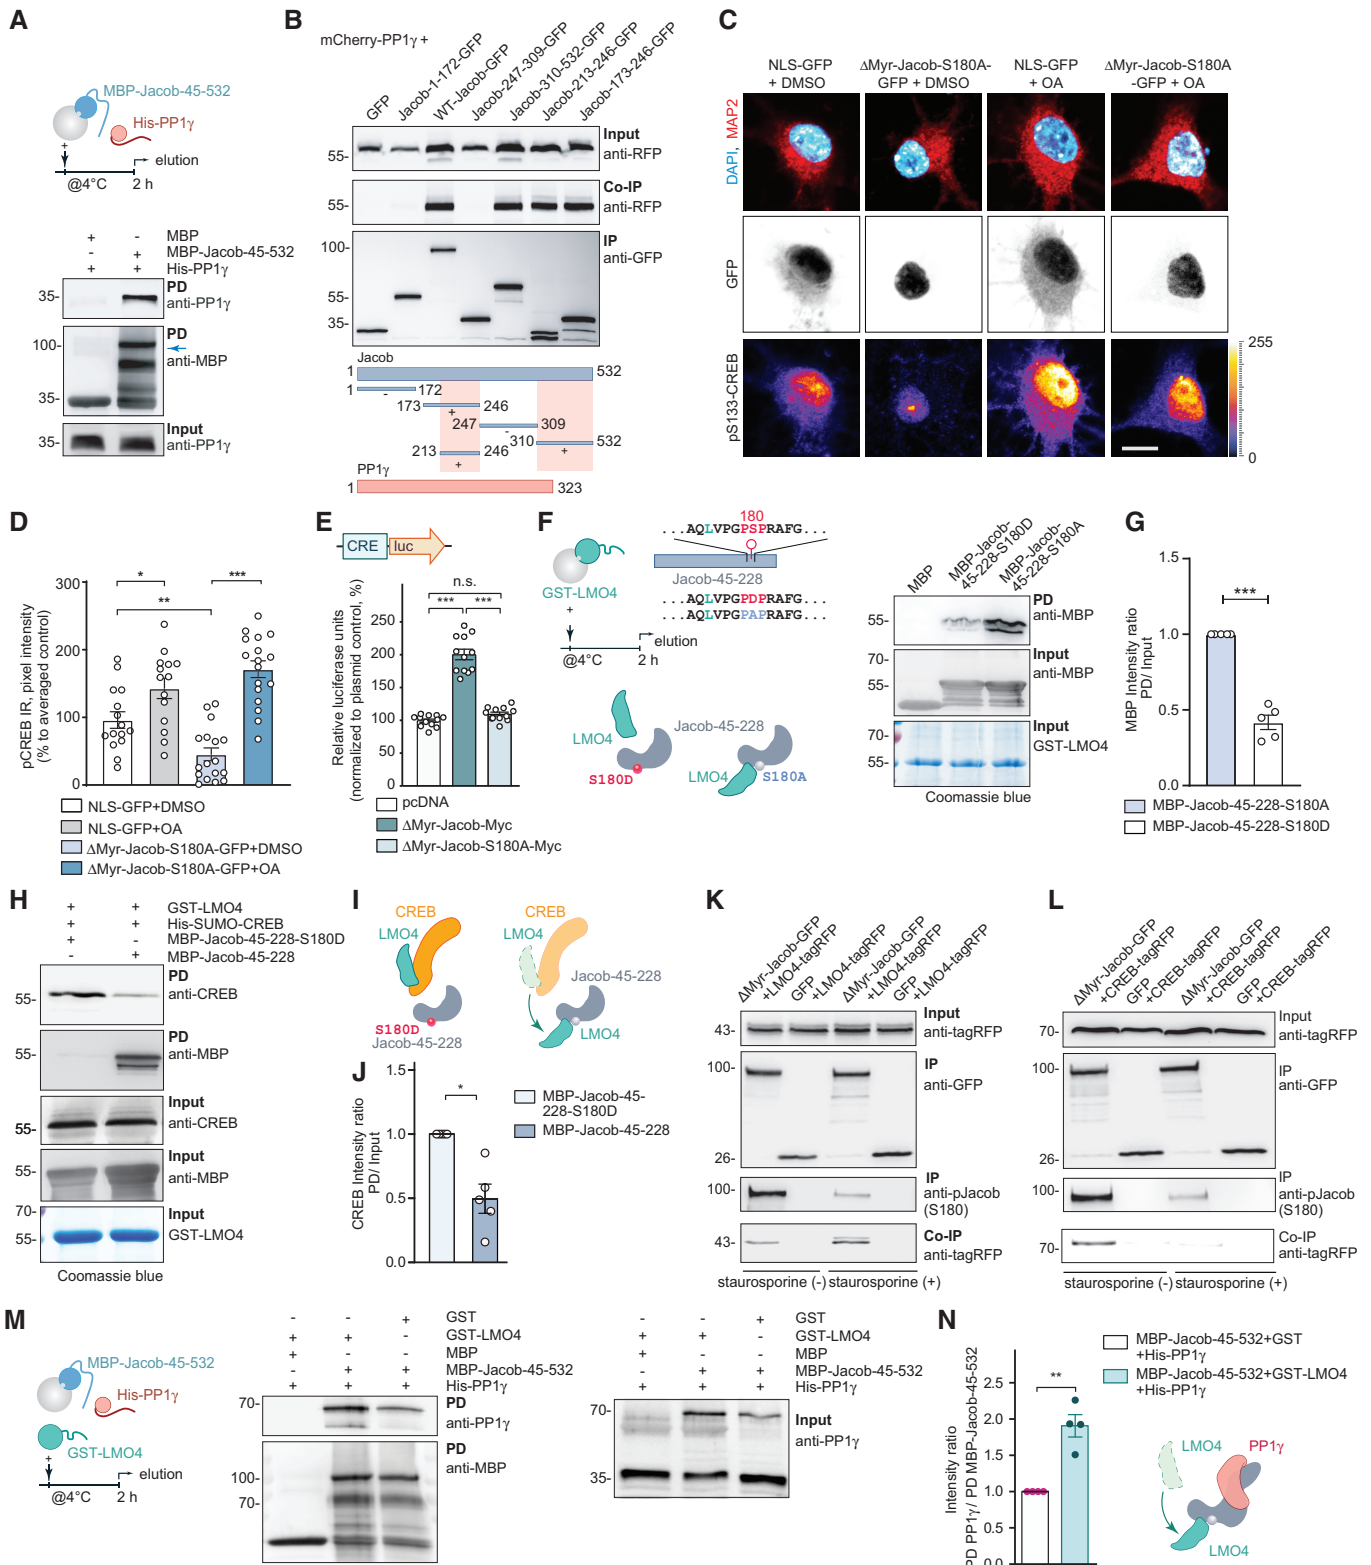 A
MBP-Jacob-45-532
His-PP1γ
+
elution
@4°C
2 h
+ - MBP
- + MBP-Jacob-45-532
+ + His-PP1γ
PD
35-
anti-PP1γ
PD
100-
anti-MBP
35-
Input
35-
anti-PP1γ
B
mCherry-PP1γ +
GFP
Jacob-1-172-GFP
WT-Jacob-GFP
Jacob-247-309-GFP
Jacob-310-532-GFP
Jacob-213-246-GFP
Jacob-173-246-GFP
Input
55-
anti-RFP
Co-IP
55-
anti-RFP
100-
IP
anti-GFP
55-
35-
Jacob
1 532
1 172
-
173 246
+
247 309
-
310 532
+
213 246
+
PP1γ
1 323
C
NLS-GFP
+ DMSO
ΔMyr-Jacob-S180A-
GFP + DMSO
NLS-GFP
+ OA
ΔMyr-Jacob-S180A
-GFP + OA
DAPI, MAP2
GFP
pS133-CREB
255
0
D
pCREB IR, pixel intensity
(% to averaged control)
300
200
100
0
*
**
***
NLS-GFP+DMSO
NLS-GFP+OA
ΔMyr-Jacob-S180A-GFP+DMSO
ΔMyr-Jacob-S180A-GFP+OA
E
CRE luc
Relative luciferase units
(normalized to plasmid control, %)
300
250
200
150
100
50
0
n.s.
*** ***
pcDNA
ΔMyr-Jacob-Myc
ΔMyr-Jacob-S180A-Myc
F
GST-LMO4
+
elution
@4°C
2 h
180
...AQLVPGPSPRAFG...
Jacob-45-228
...AQLVPGPDPRAFG...
...AQLVPGPAPRAFG...
LMO4
Jacob-45-228
S180D
LMO4
S180A
MBP
MBP-Jacob-
45-228-S180D
MBP-Jacob-
45-228-S180A
PD
55-
anti-MBP
70-
Input
anti-MBP
55-
70-
Input
GST-LMO4
55-
Coomassie blue
G
MBP Intensity ratio
PD/ Input
1.5
1.0
0.5
0.0
***
MBP-Jacob-45-228-S180A
MBP-Jacob-45-228-S180D
H
+ + GST-LMO4
+ + His-SUMO-CREB
+ - MBP-Jacob-45-228-S180D
- + MBP-Jacob-45-228
PD
55-
anti-CREB
PD
55-
anti-MBP
Input
55-
anti-CREB
Input
55-
anti-MBP
70-
Input
55-
GST-LMO4
Coomassie blue
I
CREB
LMO4
S180D
Jacob-45-228
CREB
LMO4
Jacob-45-228
LMO4
J
CREB Intensity ratio
PD/ Input
1.5
1.0
0.5
0.0
*
MBP-Jacob-45-
228-S180D
MBP-Jacob-45-228
K
ΔMyr-Jacob-GFP
+LMO4-tagRFP
GFP
+LMO4-tagRFP
ΔMyr-Jacob-GFP
+LMO4-tagRFP
GFP
+LMO4-tagRFP
Input
43-
anti-tagRFP
100-
IP
anti-GFP
26-
IP
100-
anti-pJacob
(S180)
Co-IP
43-
anti-tagRFP
staurosporine (-) staurosporine (+)
L
ΔMyr-Jacob-GFP
+CREB-tagRFP
GFP
+CREB-tagRFP
ΔMyr-Jacob-GFP
+CREB-tagRFP
GFP
+CREB-tagRFP
Input
70-
anti-tagRFP
100-
IP
anti-GFP
26-
IP
100-
anti-pJacob
(S180)
Co-IP
70-
anti-tagRFP
staurosporine (-) staurosporine (+)
M
MBP-Jacob-45-532
His-PP1γ
GST-LMO4
+
elution
@4°C
2 h
- - + GST
+ + - GST-LMO4
+ - - MBP
- + + MBP-Jacob-45-532
+ + + His-PP1γ
70-
PD
anti-PP1γ
PD
anti-MBP
100-
70-
- - + GST
+ + - GST-LMO4
+ - - MBP
- + + MBP-Jacob-45-532
+ + + His-PP1γ
70-
Input
anti-PP1γ
35-
N
Intensity ratio
PD PP1γ/ PD MBP-Jacob-45-532
2.5
2.0
1.5
1.0
0.5
0.0
**
MBP-Jacob-45-532+GST
+His-PP1γ
MBP-Jacob-45-532+GST-LMO4
+His-PP1γ
LMO4
PP1γ
LMO4